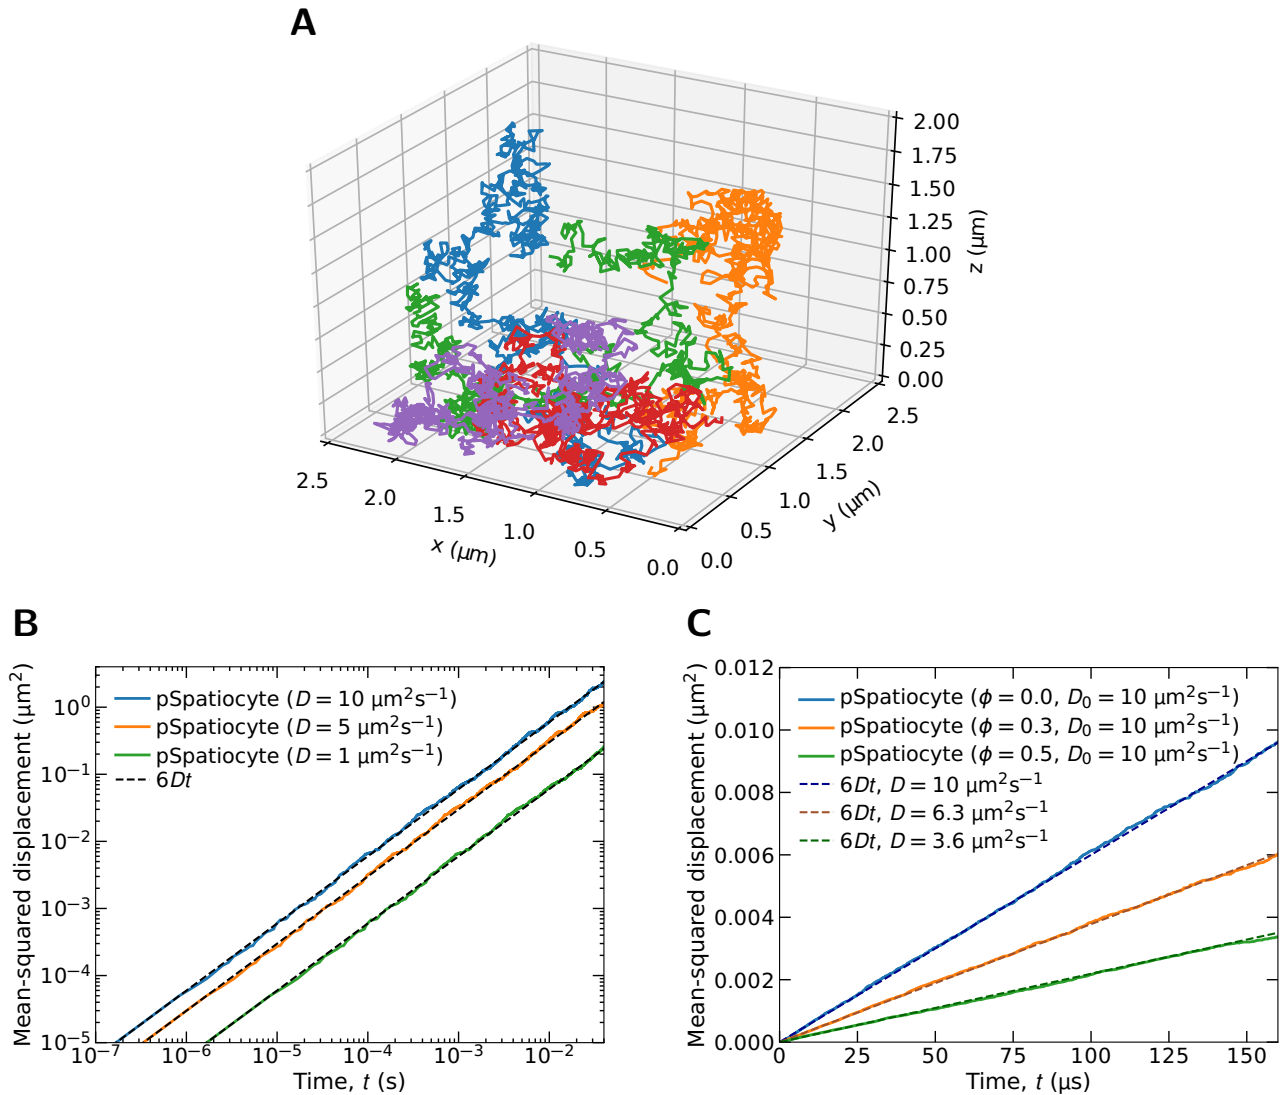 A
2.00
1.75
1.50
1.25
1.00
0.75
0.50
0.25
0.00
z (μm)
2.5
2.0
1.5
1.0
0.5
0.0
x (μm)
0.0
0.5
1.0
1.5
2.0
2.5
y (μm)
B
Mean-squared displacement (μm²)
10⁰
10⁻¹
10⁻²
10⁻³
10⁻⁴
10⁻⁵
pSpatiocyte (D = 10 μm²s⁻¹)
pSpatiocyte (D = 5 μm²s⁻¹)
pSpatiocyte (D = 1 μm²s⁻¹)
6Dt
10⁻⁷ 10⁻⁶ 10⁻⁵ 10⁻⁴ 10⁻³ 10⁻²
Time, t (s)
C
Mean-squared displacement (μm²)
0.012
0.010
0.008
0.006
0.004
0.002
0.000
pSpatiocyte (ϕ = 0.0, D₀ = 10 μm²s⁻¹)
pSpatiocyte (ϕ = 0.3, D₀ = 10 μm²s⁻¹)
pSpatiocyte (ϕ = 0.5, D₀ = 10 μm²s⁻¹)
6Dt, D = 10 μm²s⁻¹
6Dt, D = 6.3 μm²s⁻¹
6Dt, D = 3.6 μm²s⁻¹
0 25 50 75 100 125 150
Time, t (μs)